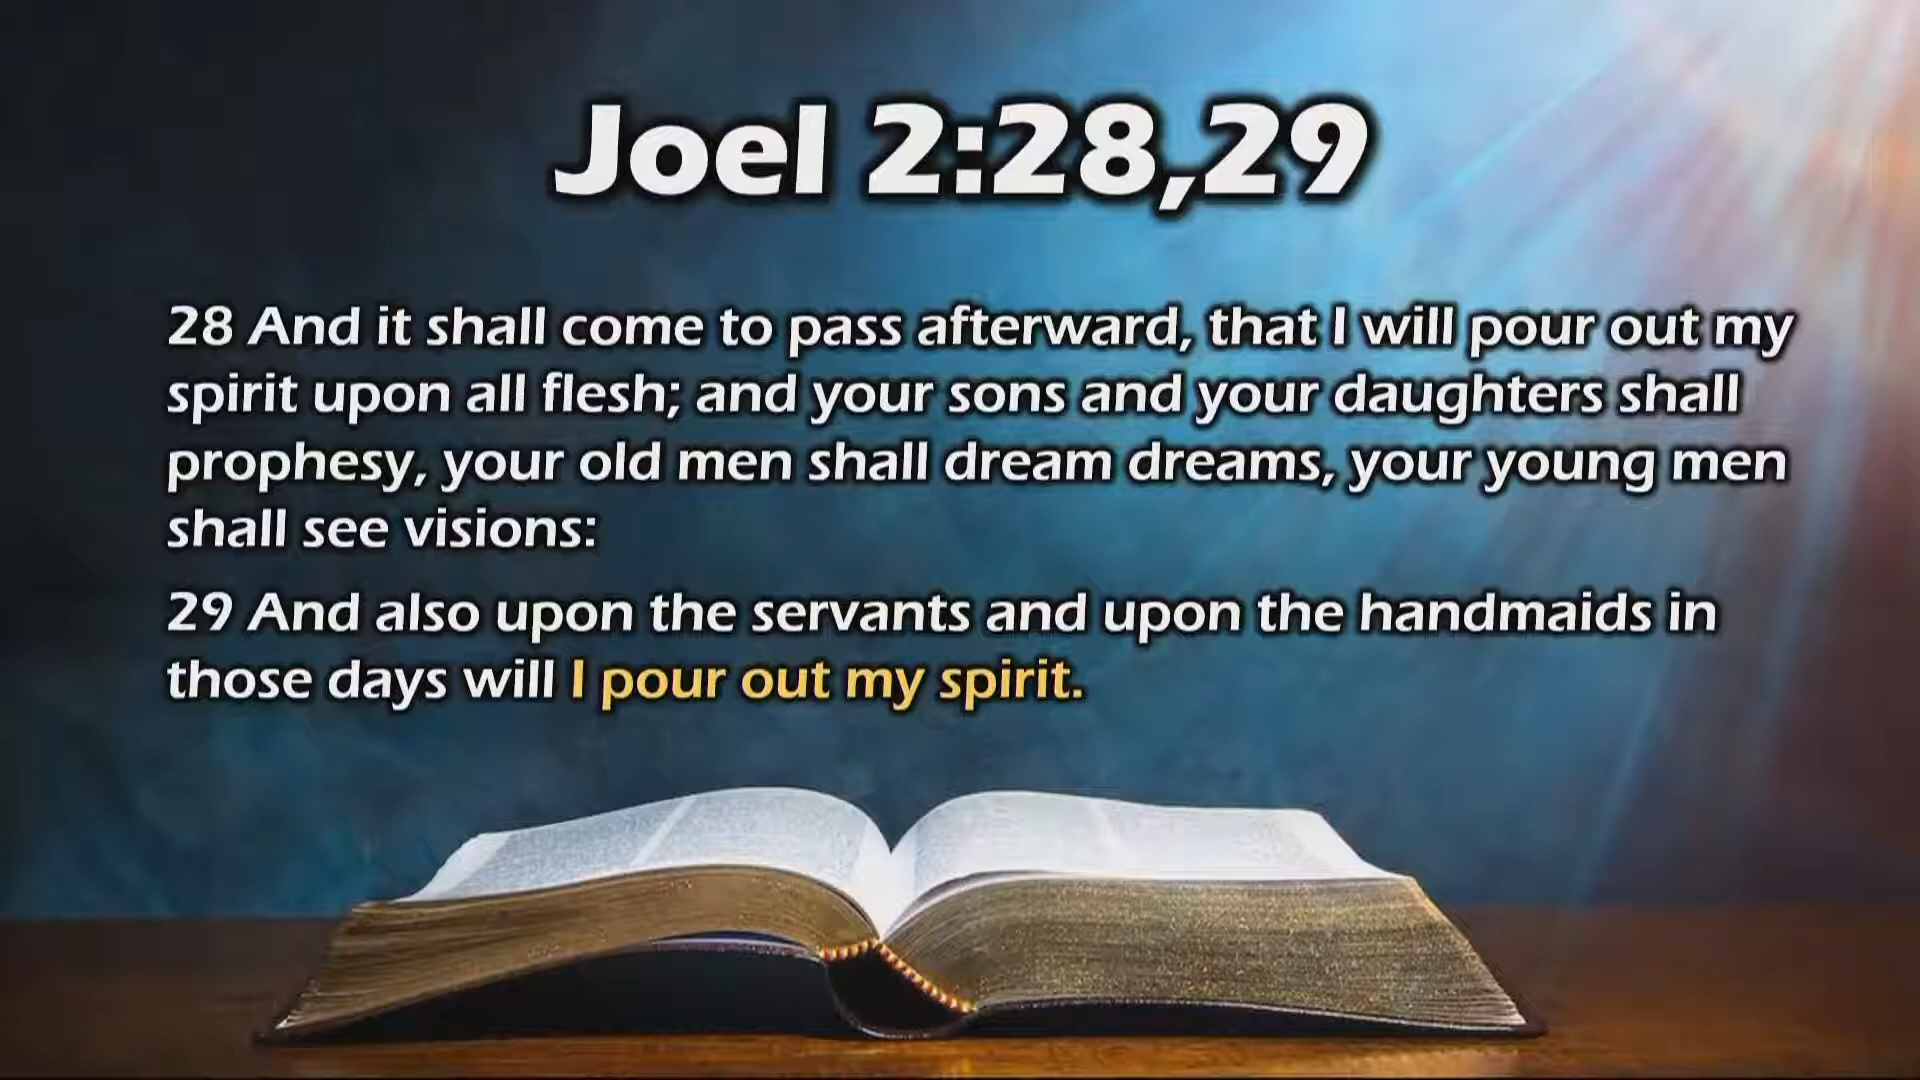 Joel 2:28,29
28 And it shall come to pass afterward, that I will pour out my
spirit upon all flesh; and your sons and your daughters shall
prophesy, your old men shall dream dreams, your young men
shall see visions:
29 And also upon the servants and upon the handmaids in
those days will I pour out my spirit.